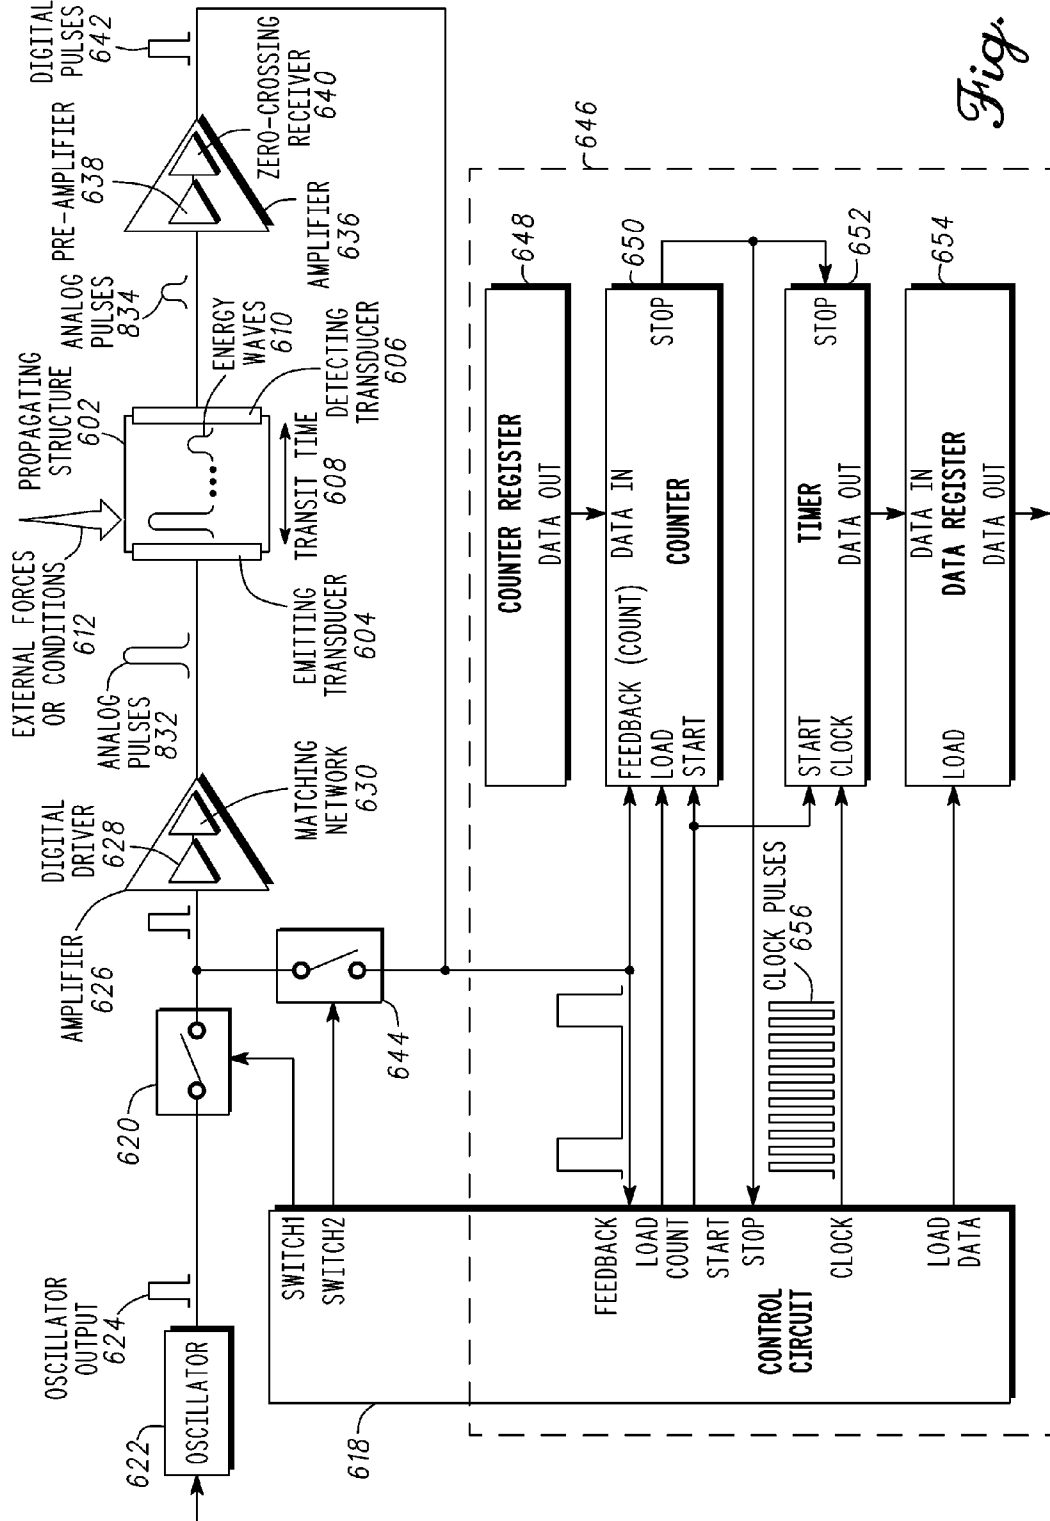 OSCILLATOR
OUTPUT
624
622
OSCILLATOR
620
AMPLIFIER
626
DIGITAL
DRIVER
628
MATCHING
NETWORK
630
644
ANALOG
PULSES
832
EXTERNAL FORCES
OR CONDITIONS
612
PROPAGATING
STRUCTURE
602
EMITTING
TRANSDUCER
604
TRANSIT TIME
608
ENERGY
WAVES
610
DETECTING
TRANSDUCER
606
ANALOG
PULSES
834
PRE-AMPLIFIER
638
AMPLIFIER
636
ZERO-CROSSING
RECEIVER
640
DIGITAL
PULSES
642
618
SWITCH1
SWITCH2
FEEDBACK
LOAD
COUNT
START
STOP
CLOCK
LOAD
DATA
CONTROL
CIRCUIT
CLOCK PULSES
656
646
648
COUNTER REGISTER
DATA OUT
650
FEEDBACK (COUNT)
DATA IN
LOAD
START
STOP
COUNTER
652
START
CLOCK
STOP
TIMER
DATA OUT
654
LOAD
DATA IN
DATA REGISTER
DATA OUT
Fig.